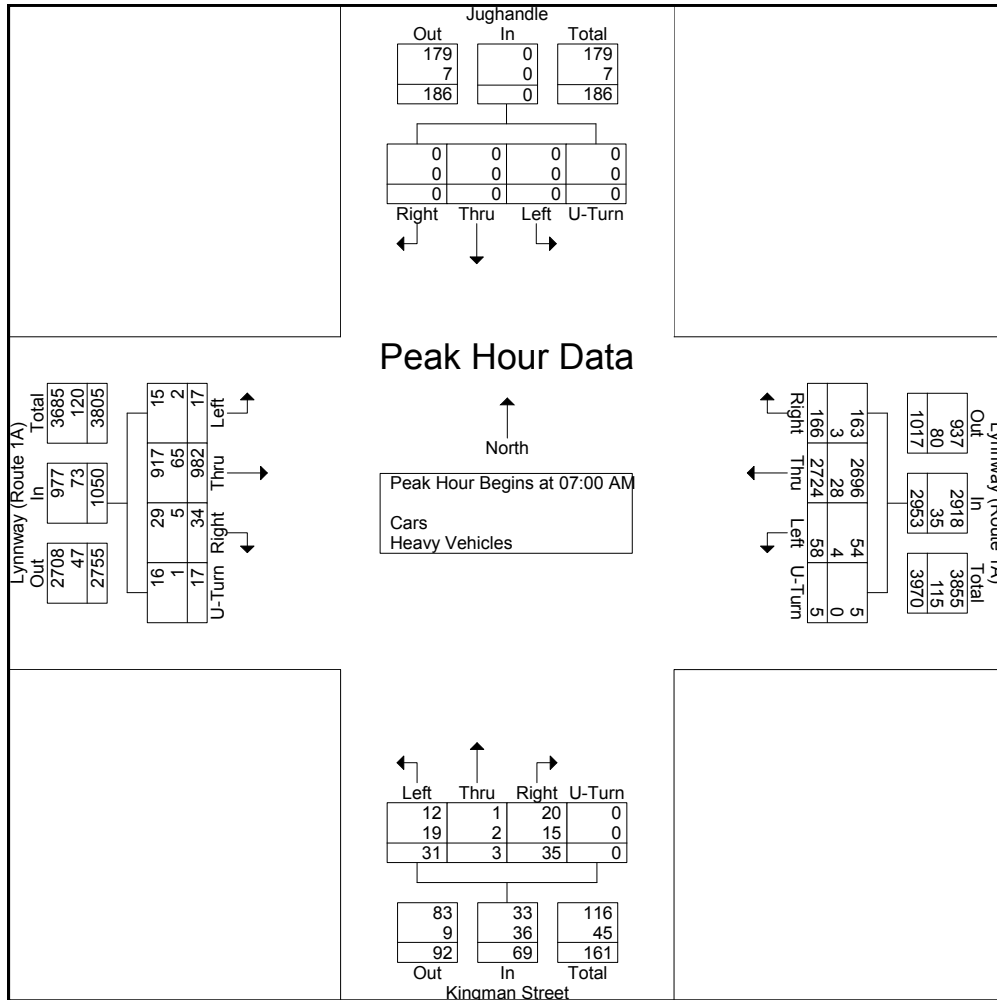 Jughandle
Out In Total
179 0 179
7 0 7
186 0 186
0 0 0 0
0 0 0 0
0 0 0 0
Right Thru Left U-Turn
Peak Hour Data
North
Peak Hour Begins at 07:00 AM
Cars
Heavy Vehicles
Lynnway (Route 1A)
Out In Total
2708 977 3685
47 73 120
2755 1050 3805
U-Turn Right Thru Left
16 29 917 15
1 5 65 2
17 34 982 17
Lynnway (Route 1A)
Out In Total
937 2918 3855
80 35 115
1017 2953 3970
163 2696 54 5
3 28 4 0
166 2724 58 5
Right Thru Left U-Turn
Left Thru Right U-Turn
12 1 20 0
19 2 15 0
31 3 35 0
83 33 116
9 36 45
92 69 161
Out In Total
Kingman Street